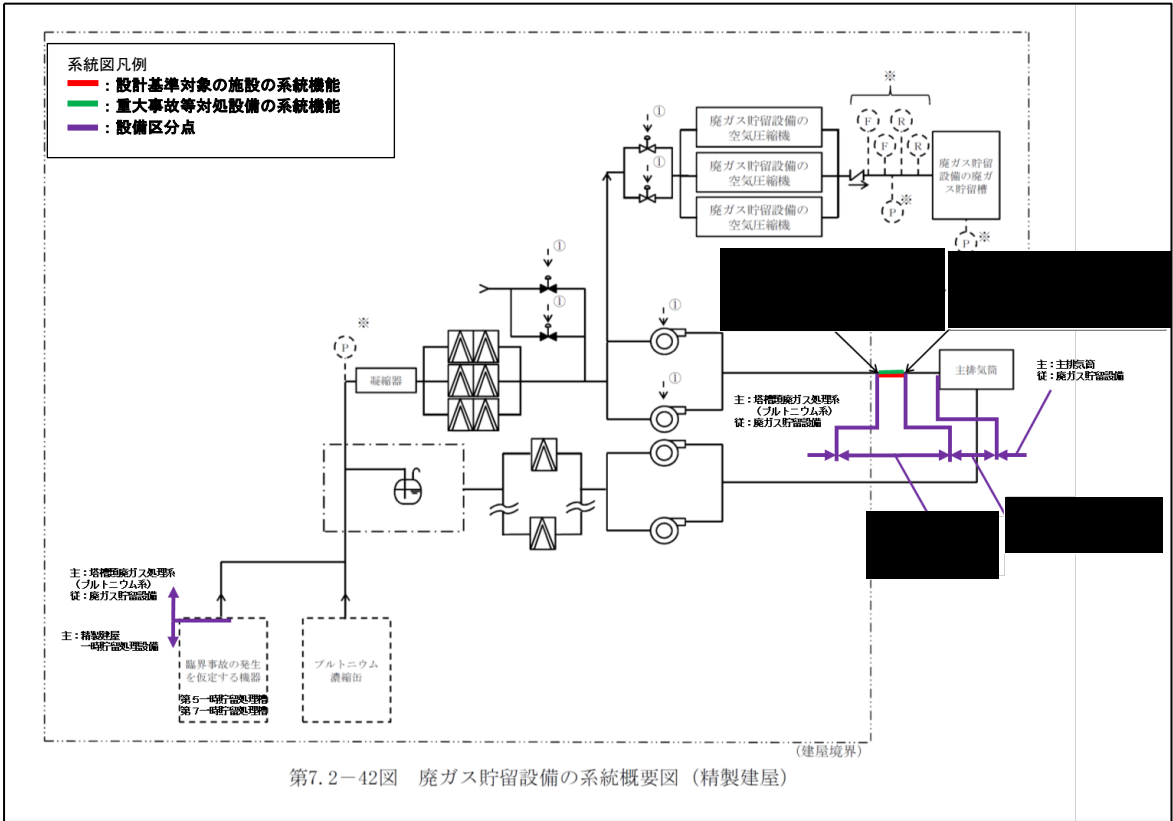 系統図凡例
：設計基準対象の施設の系統機能
：重大事故等対処設備の系統機能
：設備区分点
※
①
①
F
R
F
R
廃ガス貯留設備の
空気圧縮機
廃ガス貯留設備の
空気圧縮機
廃ガス貯留設備の
空気圧縮機
廃ガス貯留
設備の廃ガ
ス貯留槽
P
※
P
※
①
①
①
①
※
P
凝縮器
主排気筒
主：主排気筒
従：廃ガス貯留設備
主：塔槽類廃ガス処理系
（プルトニウム系）
従：廃ガス貯留設備
主：塔槽類廃ガス処理系
（プルトニウム系）
従：廃ガス貯留設備
主：精製建屋
一時貯留処理設備
臨界事故の発生
を仮定する機器
第５一時貯留処理槽
第７一時貯留処理槽
プルトニウム
濃縮缶
(建屋境界)
第7.2－42図　廃ガス貯留設備の系統概要図（精製建屋）